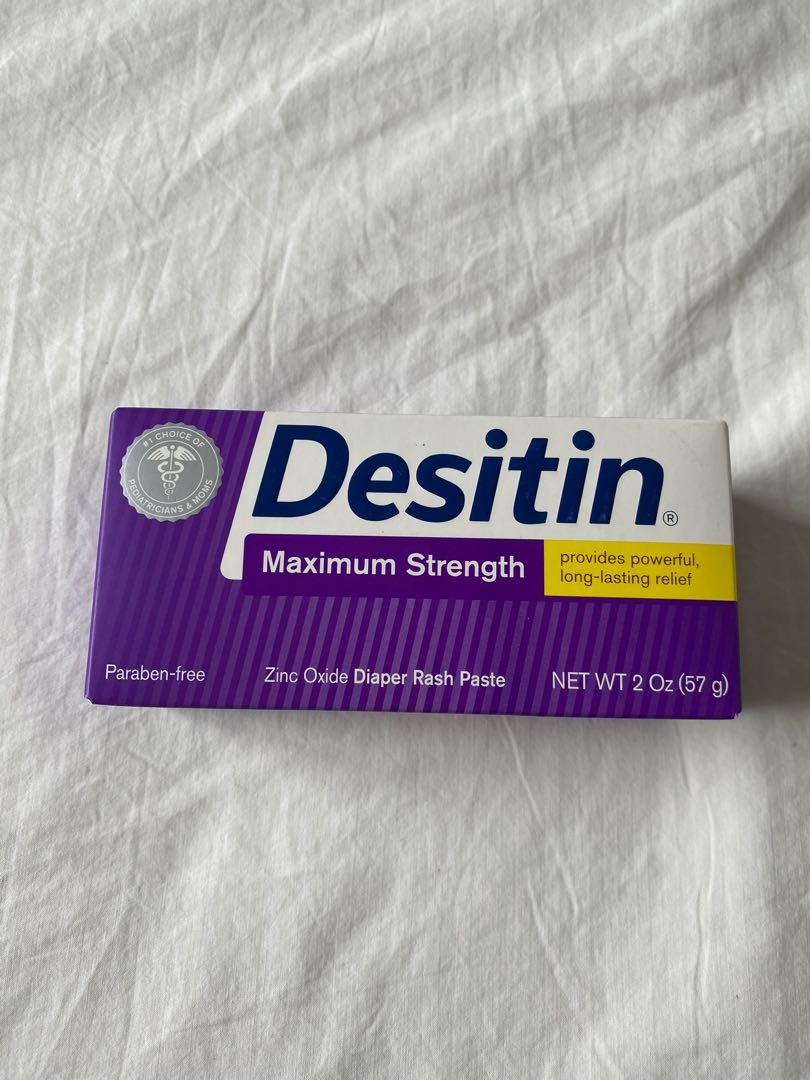 #1 CHOICE OF
PEDIATRICIANS & MOMS
Desitin®
Maximum Strength
provides powerful,
long-lasting relief
Paraben-free
Zinc Oxide Diaper Rash Paste
NET WT 2 Oz (57 g)